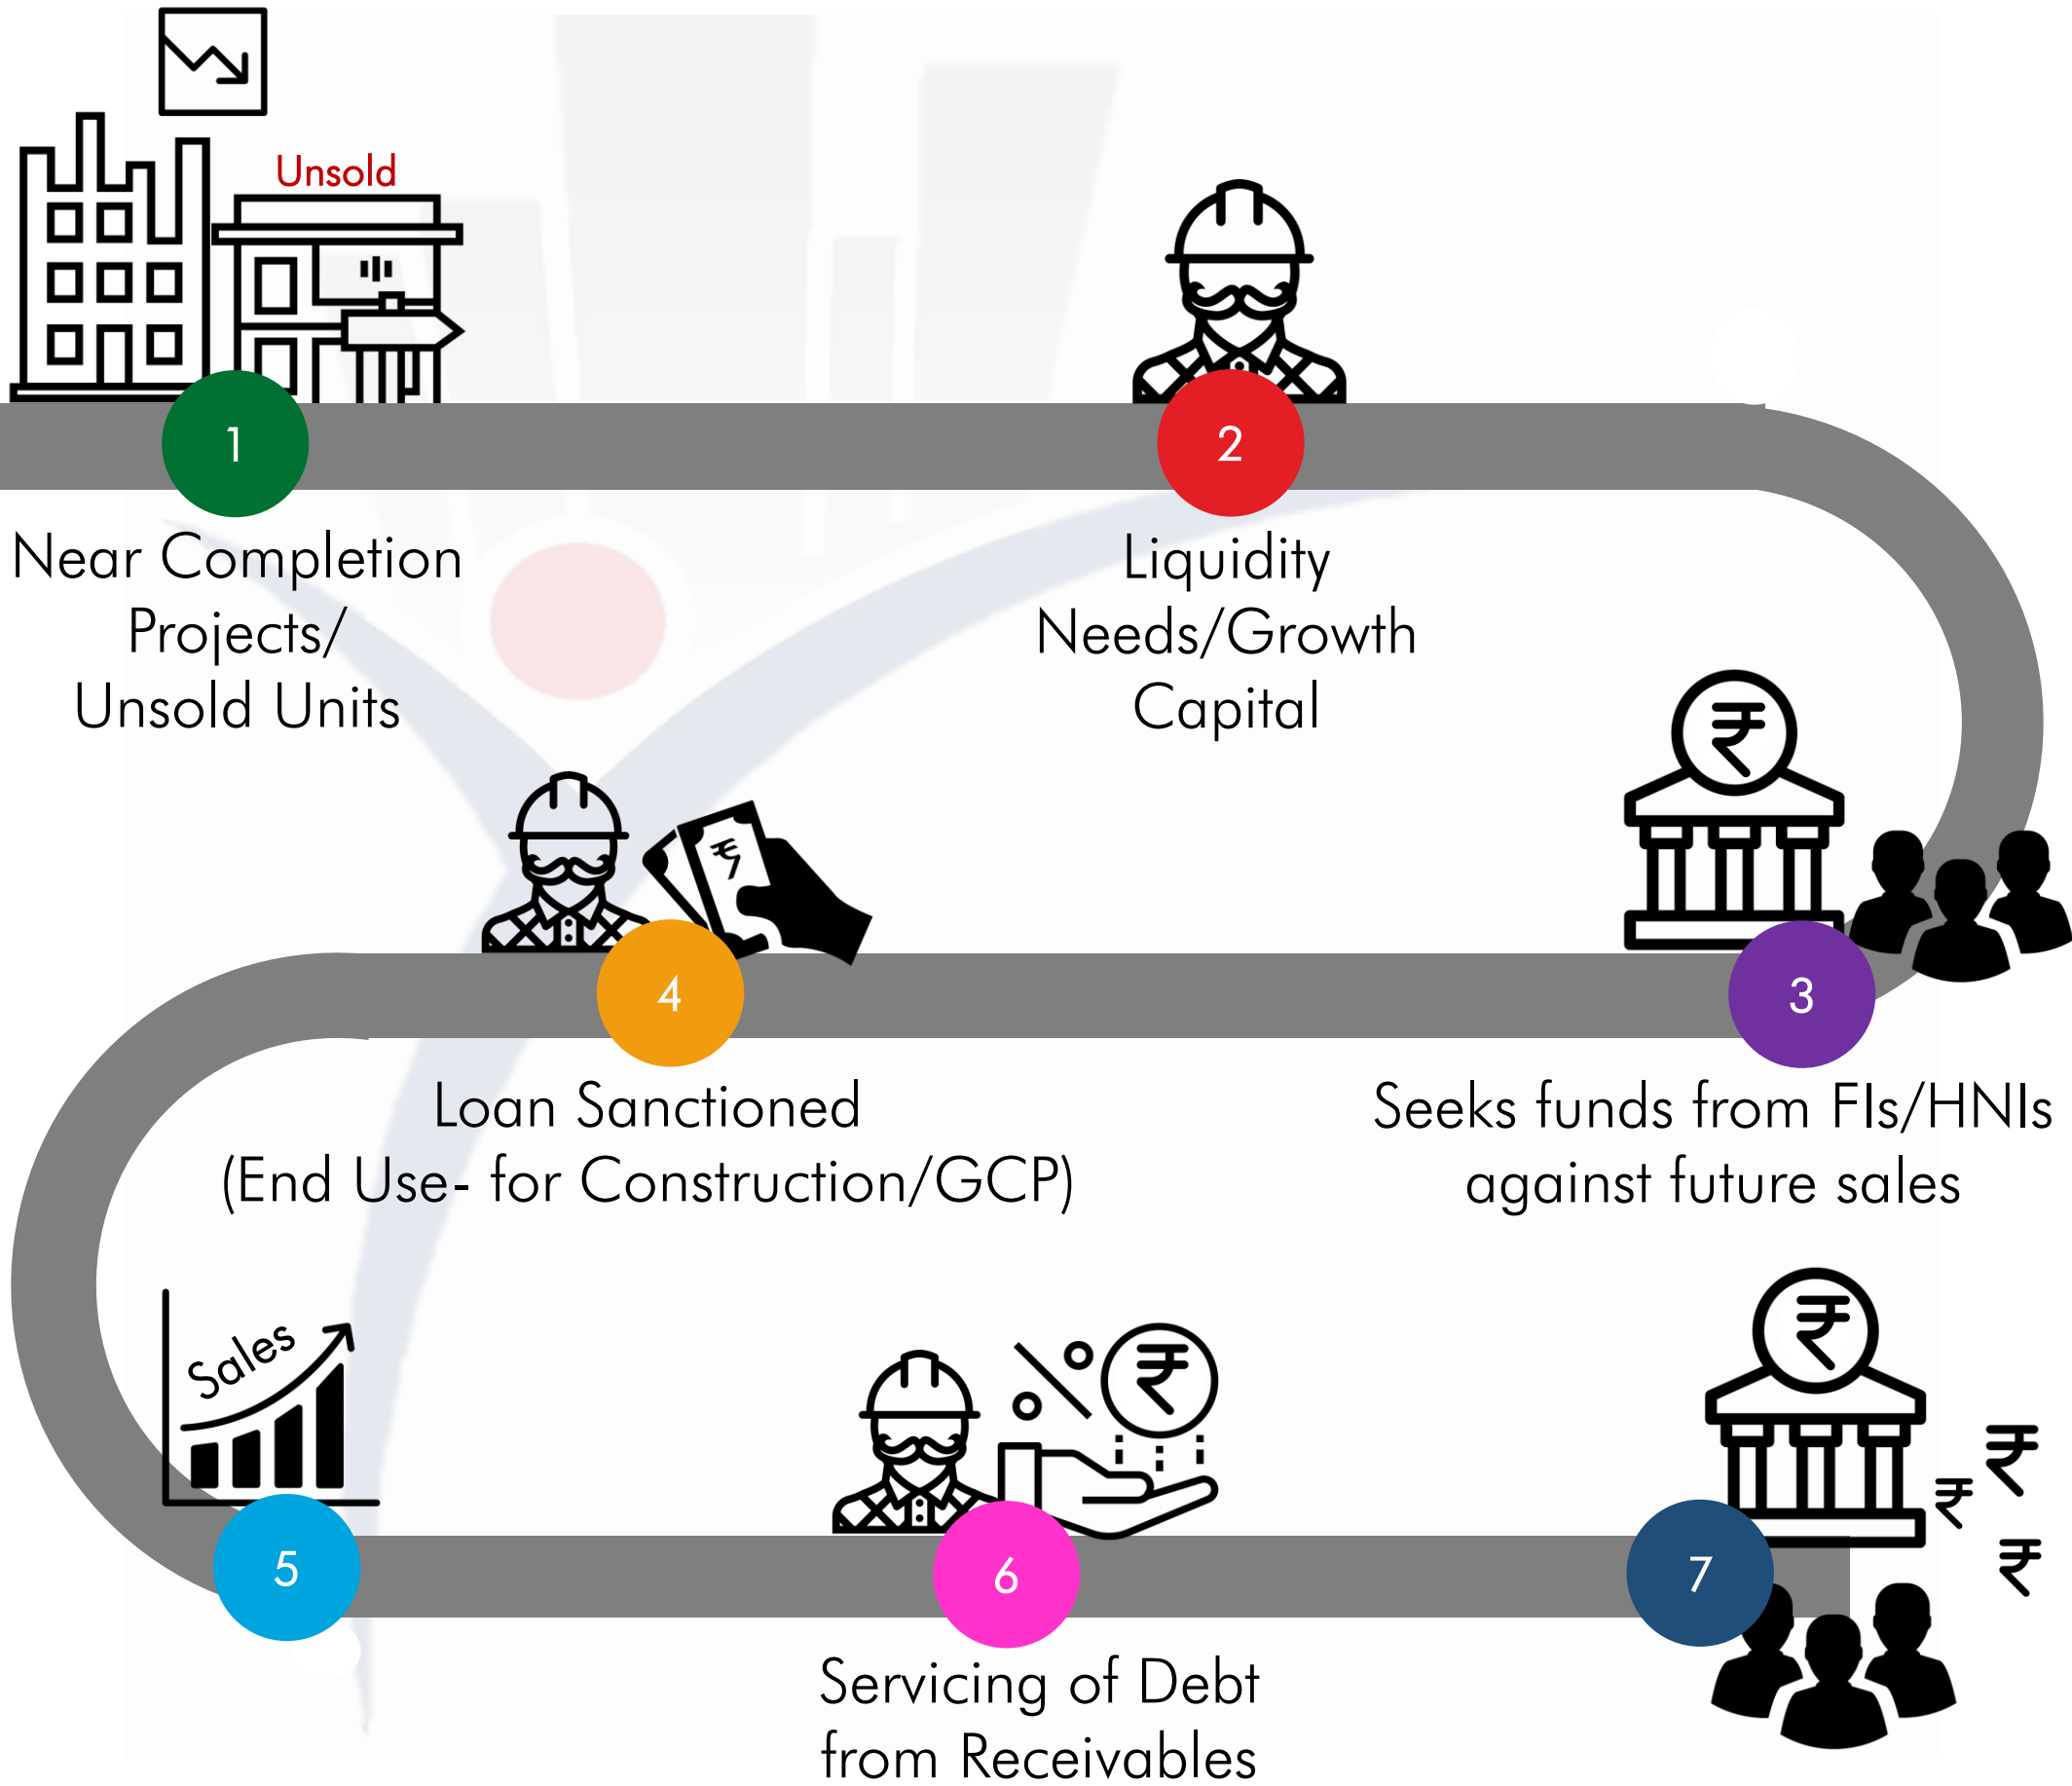 Unsold
1
2
Near Completion
Projects/
Unsold Units
Liquidity
Needs/Growth
Capital
₹
₹
4
3
Loan Sanctioned
(End Use- for Construction/GCP)
Seeks funds from FIs/HNIs
against future sales
Sales
% ₹
₹
₹
₹
₹
5
6
7
Servicing of Debt
from Receivables